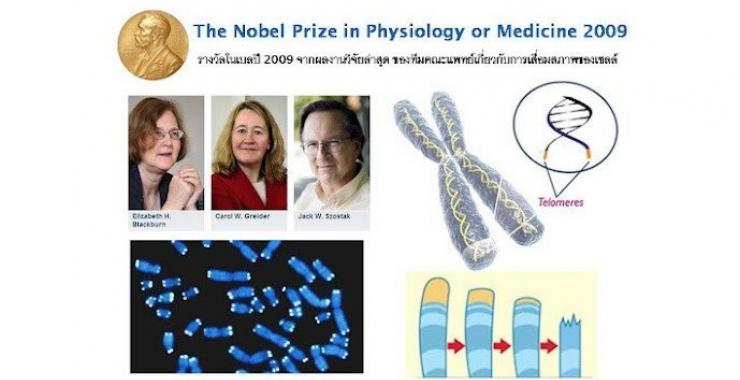 The Nobel Prize in Physiology or Medicine 2009
รางวัลโนเบลปี 2009 จากผลงานวิจัยล่าสุด ของทีมคณะแพทย์เกี่ยวกับการเสื่อมสภาพของเซลล์
Elizabeth H.
Blackburn
Carol W. Greider
Jack W. Szostak
Telomeres